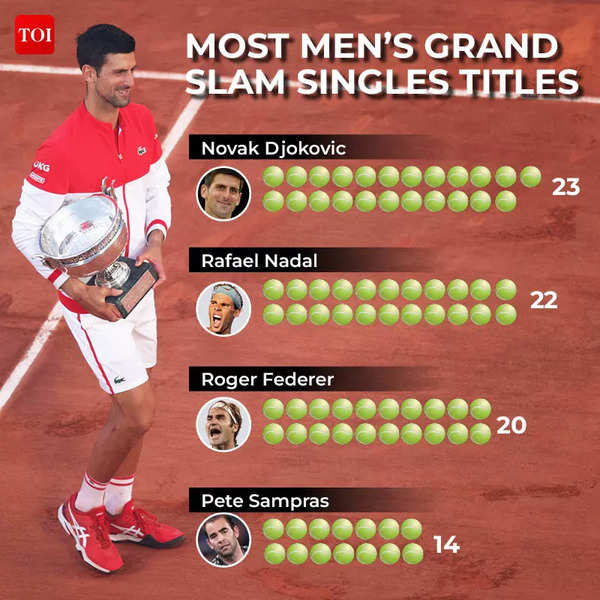 TOI
MOST MEN'S GRAND
SLAM SINGLES TITLES
UKG
Novak Djokovic
23
Rafael Nadal
22
Roger Federer
20
Pete Sampras
14